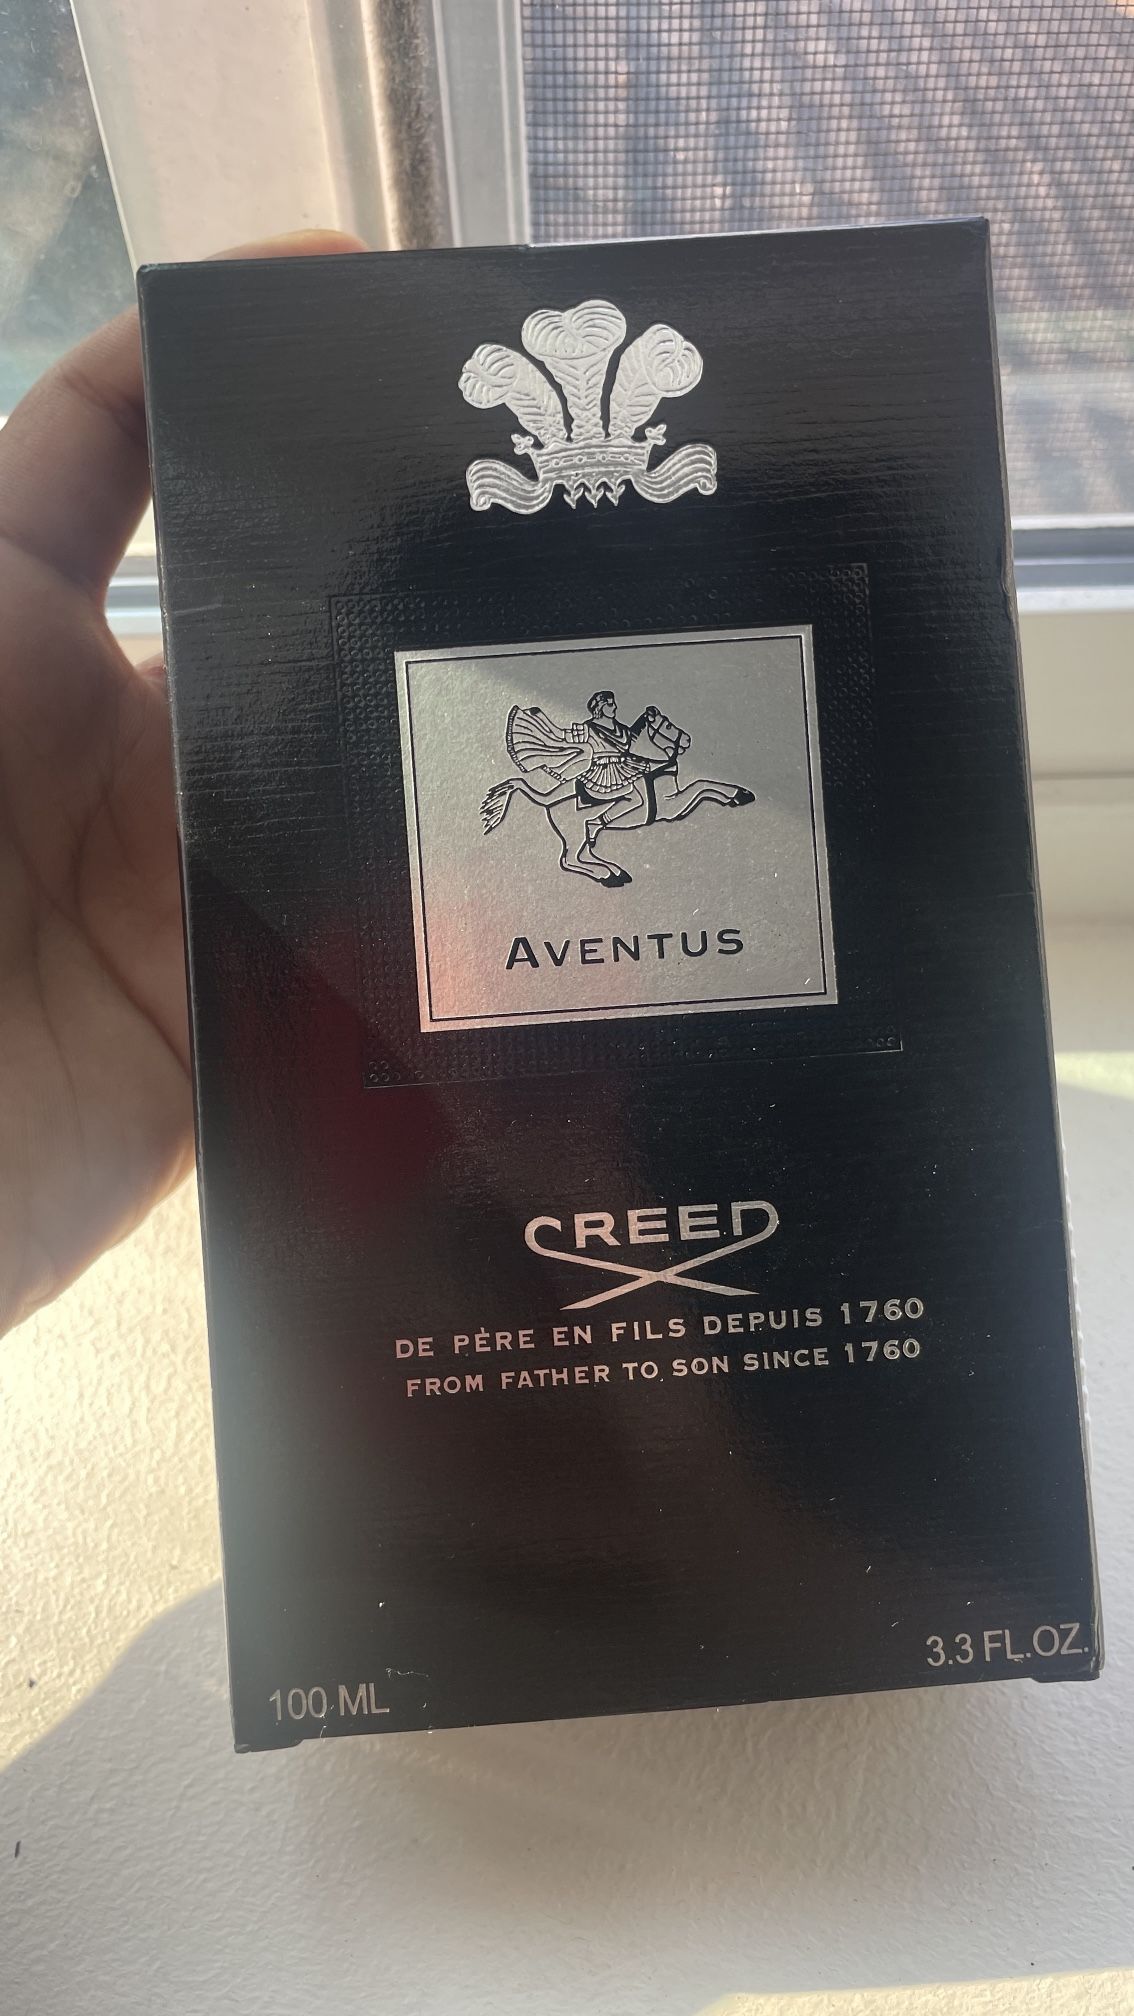 AVENTUS
CREED
DE PÈRE EN FILS DEPUIS 1760
FROM FATHER TO SON SINCE 1760
100 ML
3.3 FL.OZ.